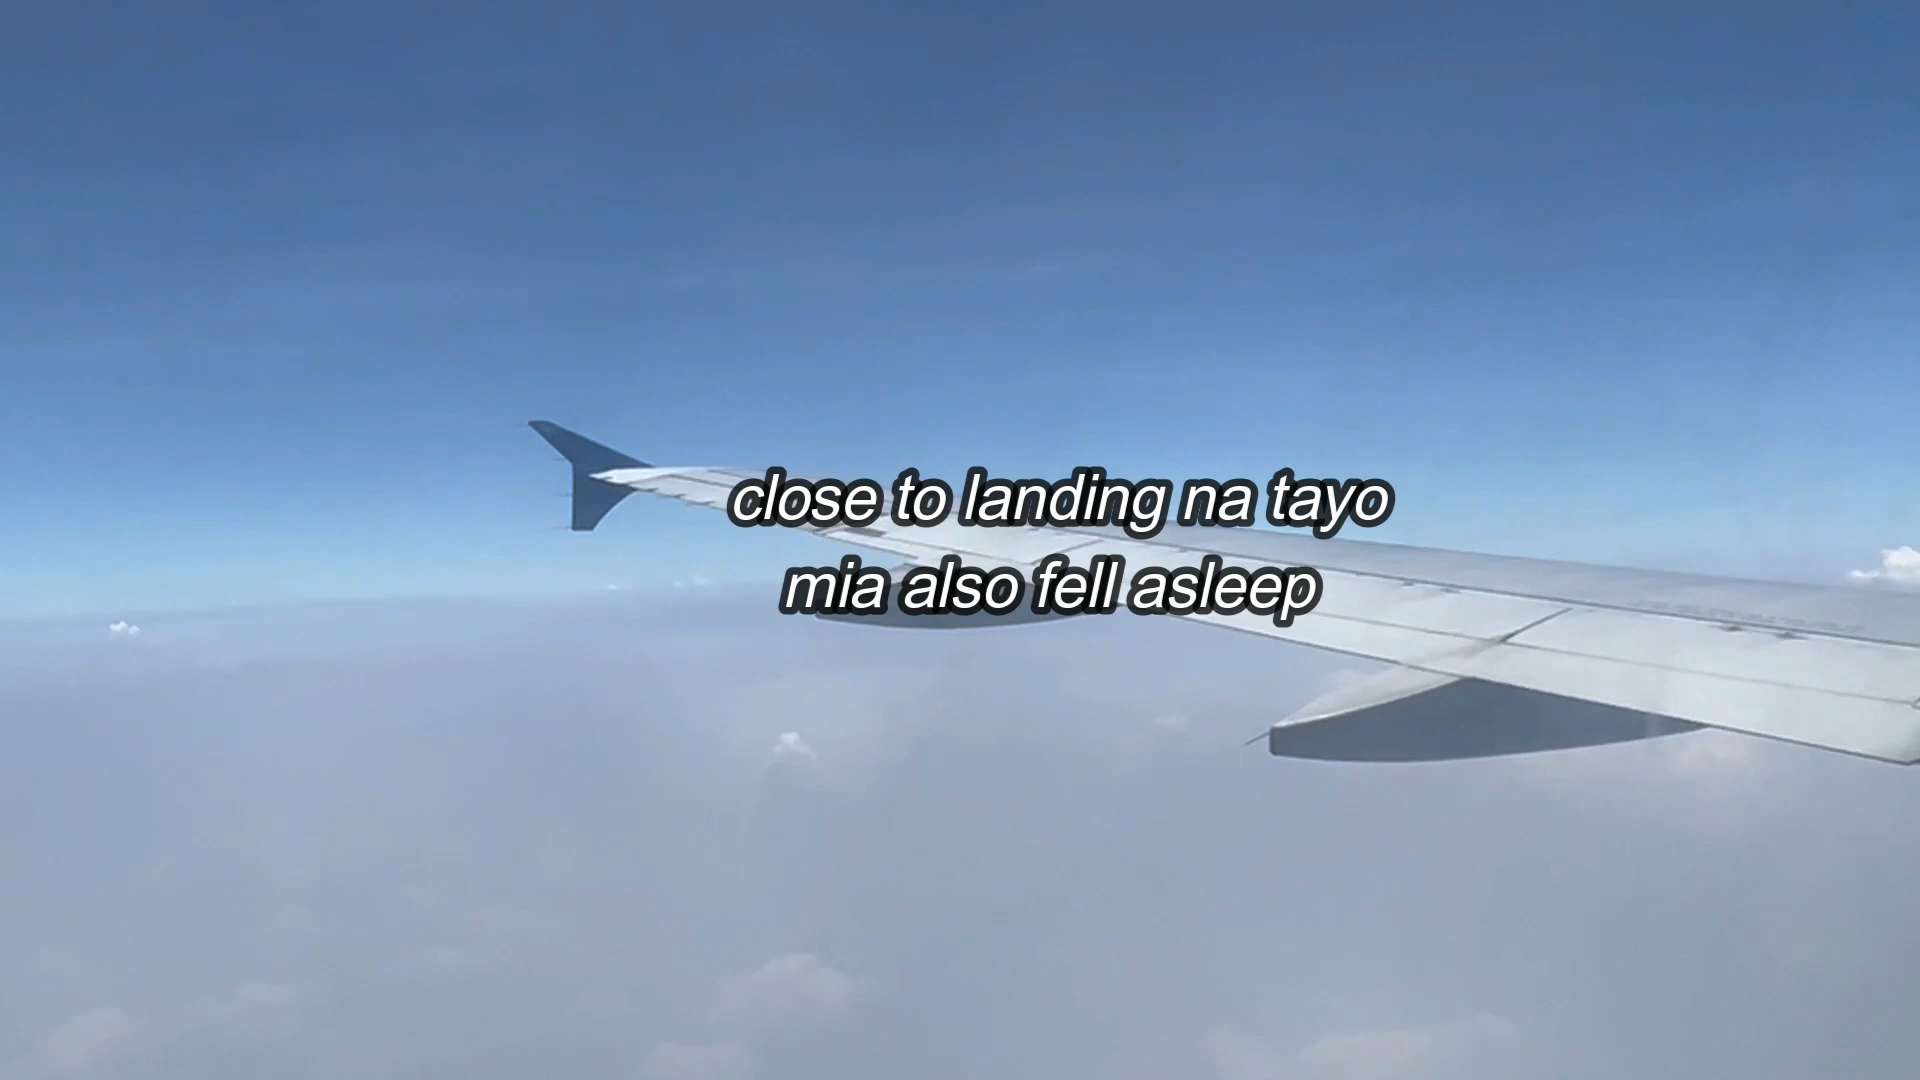 close to landing na tayo
mia also fell asleep